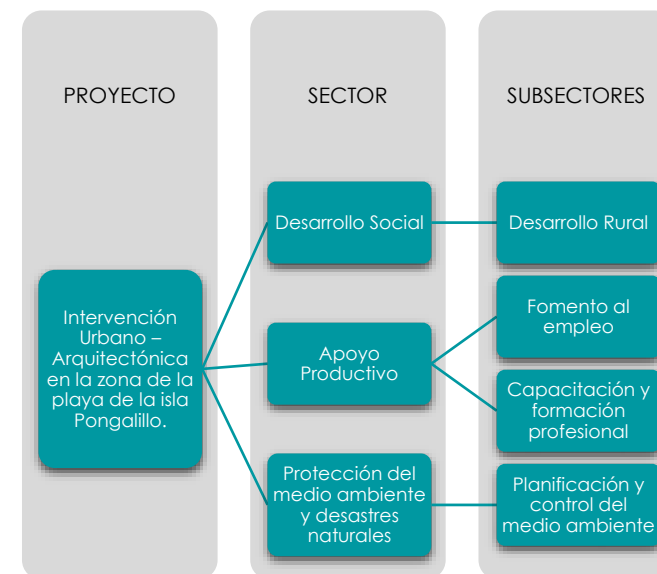 PROYECTO
SECTOR
SUBSECTORES
Intervención
Urbano –
Arquitectónica
en la zona de la
playa de la isla
Pongalillo.
Desarrollo Social
Apoyo
Productivo
Protección del
medio ambiente
y desastres
naturales
Desarrollo Rural
Fomento al
empleo
Capacitación y
formación
profesional
Planificación y
control del
medio ambiente